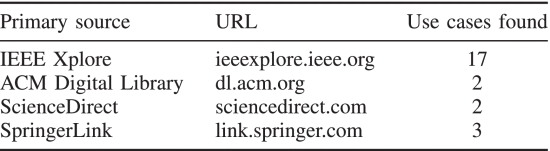 Primary source URL Use cases found
IEEE Xplore ieeexplore.ieee.org 17
ACM Digital Library dl.acm.org 2
ScienceDirect sciencedirect.com 2
SpringerLink link.springer.com 3